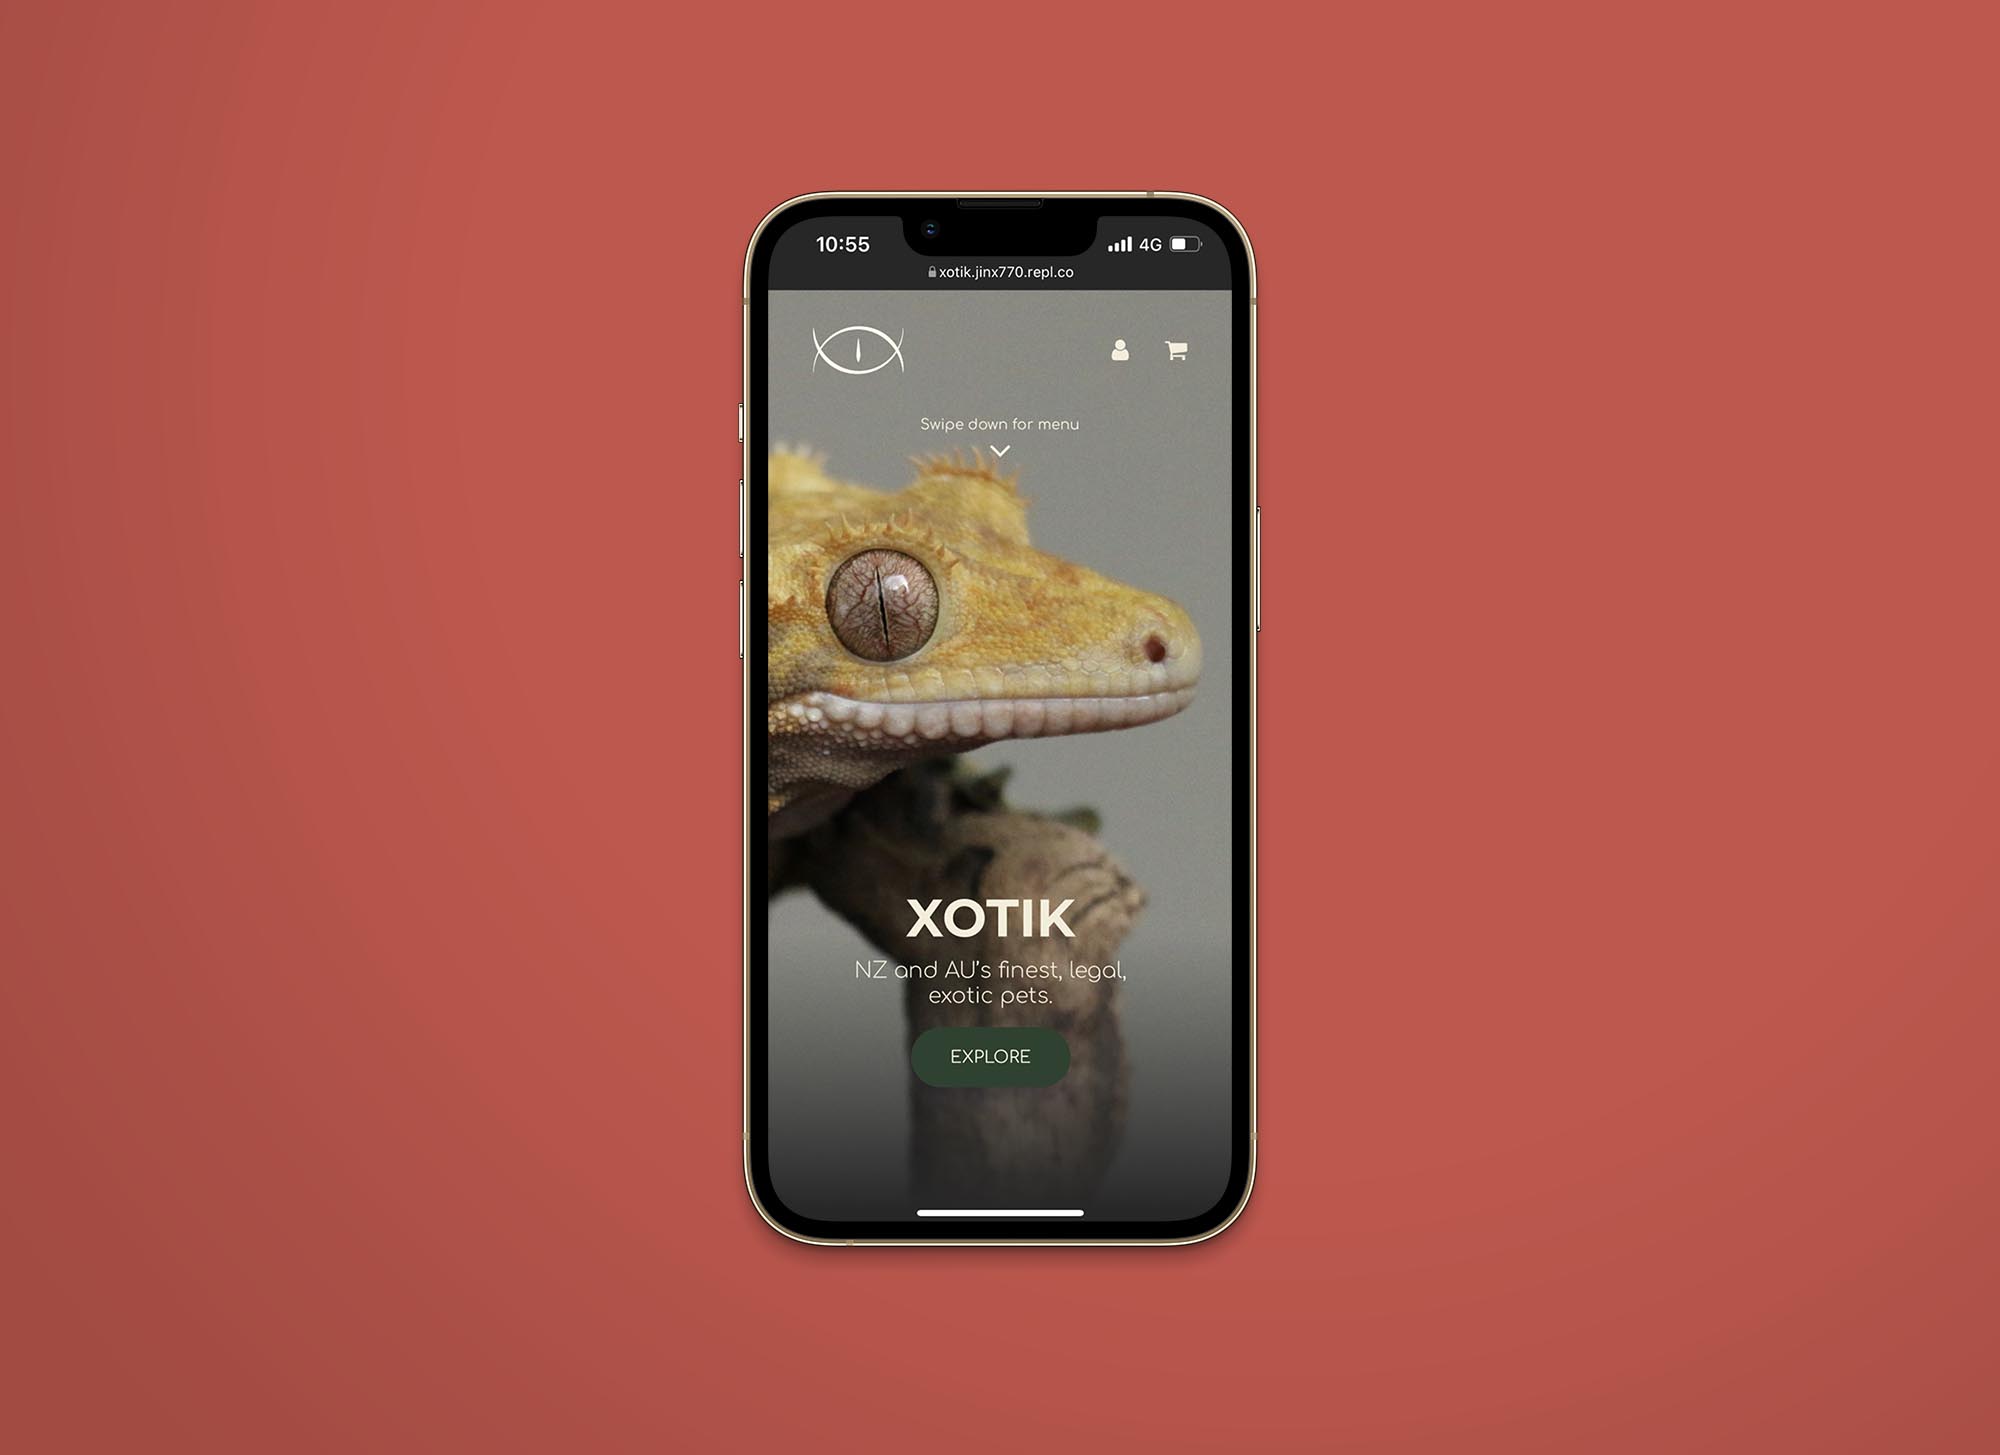 10:55
4G
xotik.jinx770.repl.co
Swipe down for menu
XOTIK
NZ and AU's finest, legal,
exotic pets.
EXPLORE